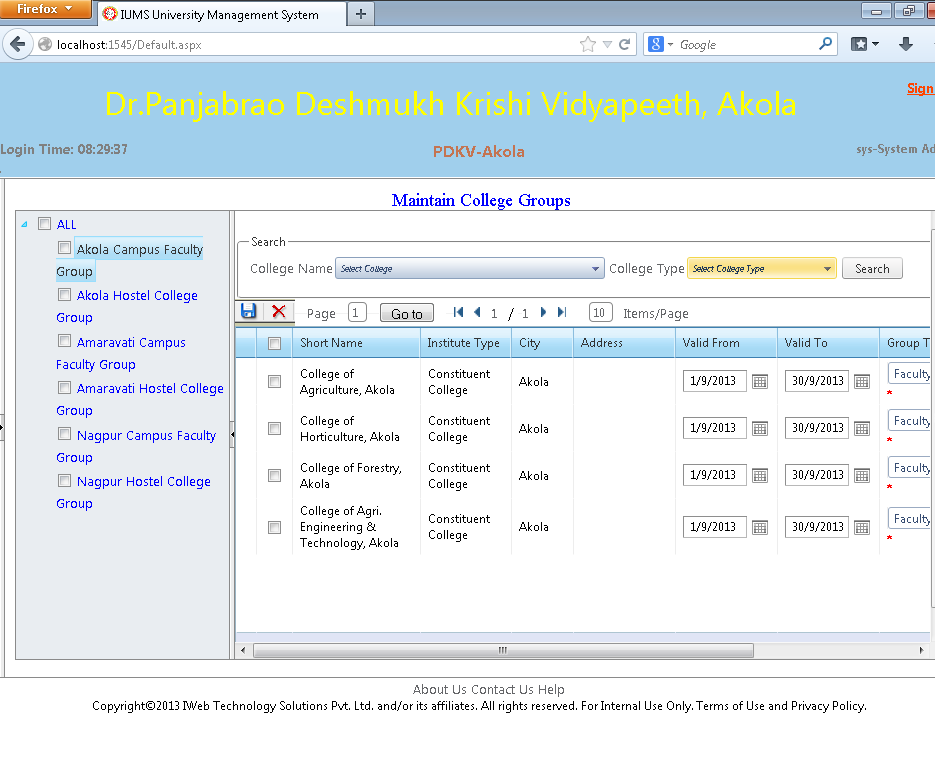 Firefox
IUMS University Management System
localhost:1545/Default.aspx
Google
Sign
Dr.Panjabrao Deshmukh Krishi Vidyapeeth, Akola
Login Time: 08:29:37
PDKV-Akola
sys-System Ad
Maintain College Groups
ALL
Akola Campus Faculty
Group
Akola Hostel College
Group
Amaravati Campus
Faculty Group
Amaravati Hostel College
Group
Nagpur Campus Faculty
Group
Nagpur Hostel College
Group
Search
College Name Select College College Type Select College Type Search
Page 1 Go to 1 / 1 10 Items/Page
Short Name Institute Type City Address Valid From Valid To Group T
College of
Agriculture, Akola
Constituent
College
Akola
1/9/2013
30/9/2013
Faculty
*
College of
Horticulture, Akola
Constituent
College
Akola
1/9/2013
30/9/2013
Faculty
*
College of Forestry,
Akola
Constituent
College
Akola
1/9/2013
30/9/2013
Faculty
*
College of Agri.
Engineering &
Technology, Akola
Constituent
College
Akola
1/9/2013
30/9/2013
Faculty
*
About Us Contact Us Help
Copyright©2013 IWeb Technology Solutions Pvt. Ltd. and/or its affiliates. All rights reserved. For Internal Use Only. Terms of Use and Privacy Policy.